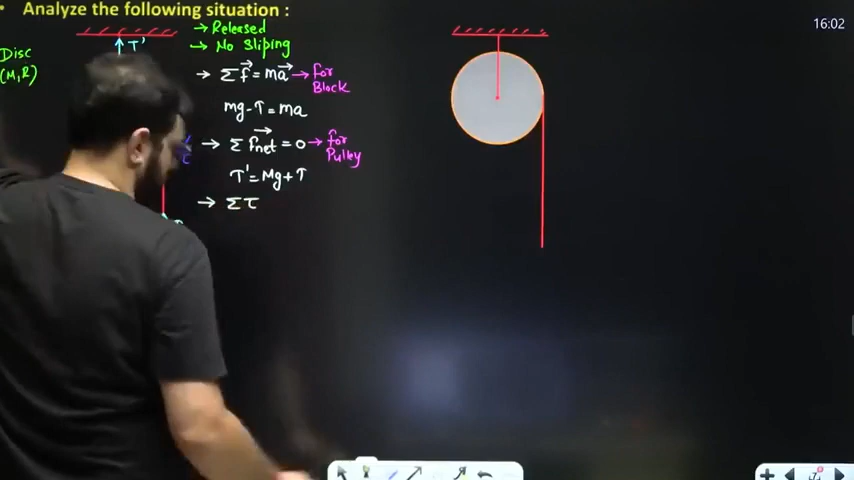 • Analyze the following situation :
16:02
→ Released
T'
→ No Sliping
Disc
(M,R)
→ Σf⃗ = ma⃗ → for Block
mg-T = ma
→ ΣF⃗net = 0 → for Pulley
T' = Mg + T
→ Στ